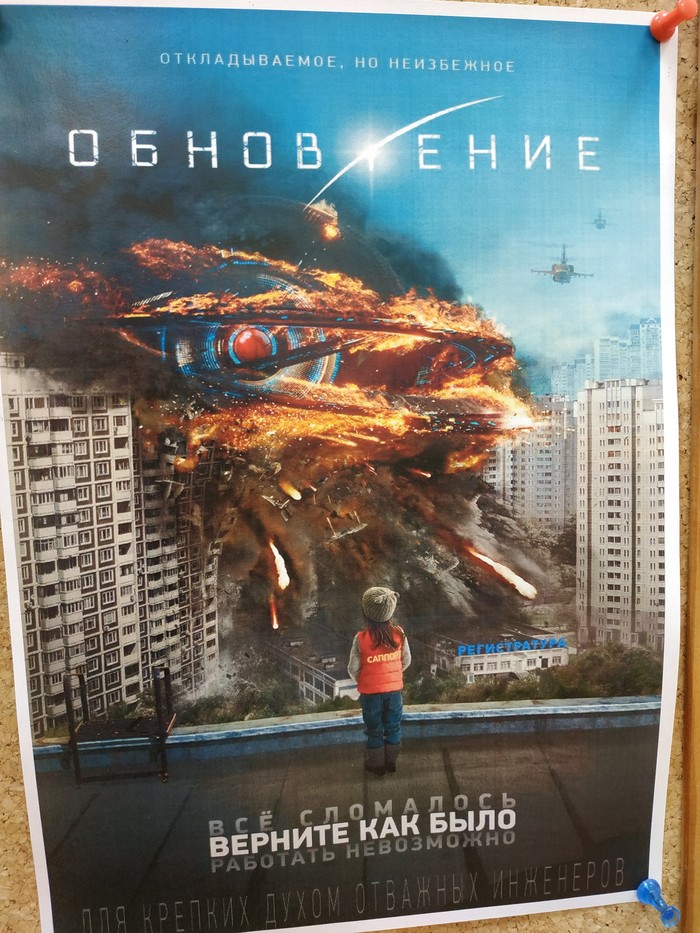 ОТКЛАДЫВАЕМОЕ, НО НЕИЗБЕЖНОЕ
ОБНОВЛЕНИЕ
РЕГИСТРАТУРА
САППОРТ
ВСЁ СЛОМАЛОСЬ
ВЕРНИТЕ КАК БЫЛО
РАБОТАТЬ НЕВОЗМОЖНО
ДЛЯ КРЕПКИХ ДУХОМ ОТВАЖНЫХ ИНЖЕНЕРОВ